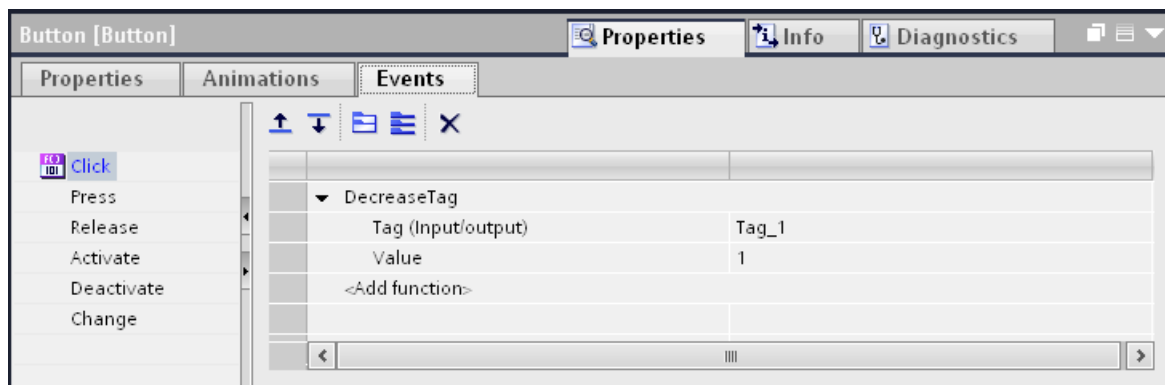 Button [Button] Properties Info Diagnostics
Properties Animations Events
Click
Press
Release
Activate
Deactivate
Change
DecreaseTag
Tag (Input/output) Tag_1
Value 1
<Add function>